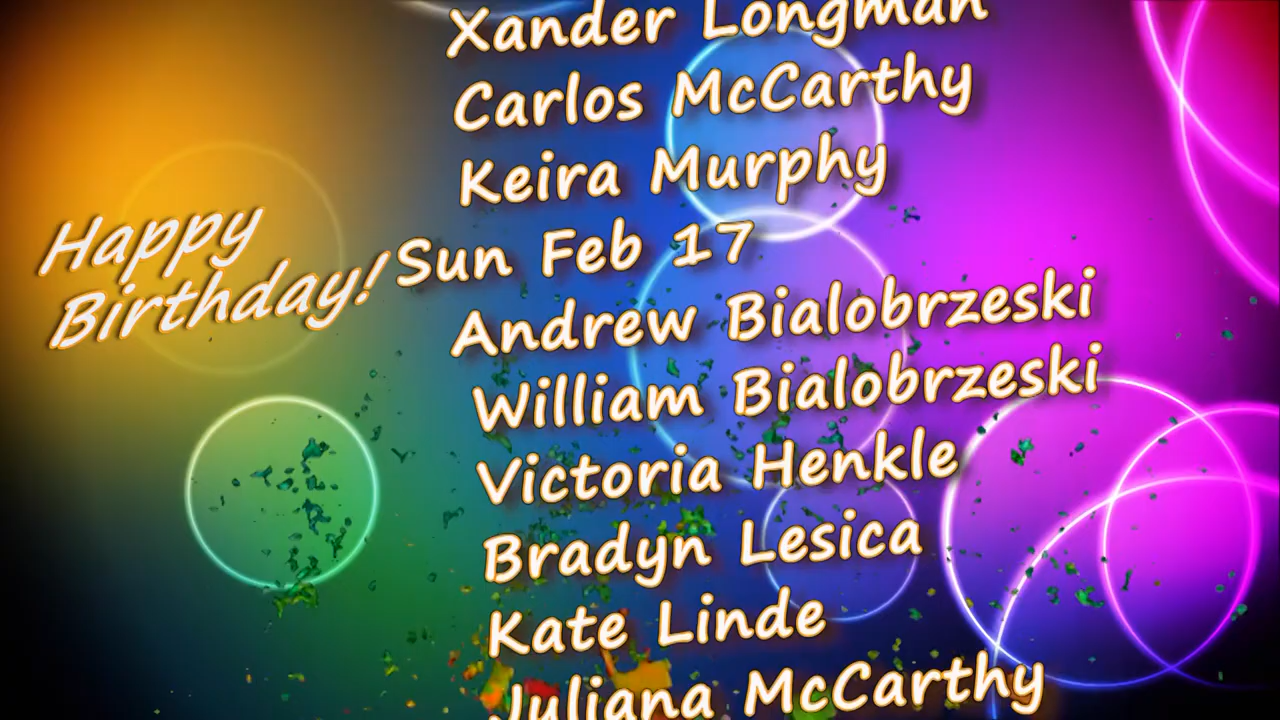 Xander Longman
Carlos McCarthy
Keira Murphy
Happy
Birthday!
Sun Feb 17
Andrew Bialobrzeski
William Bialobrzeski
Victoria Henkle
Bradyn Lesica
Kate Linde
Juliana McCarthy